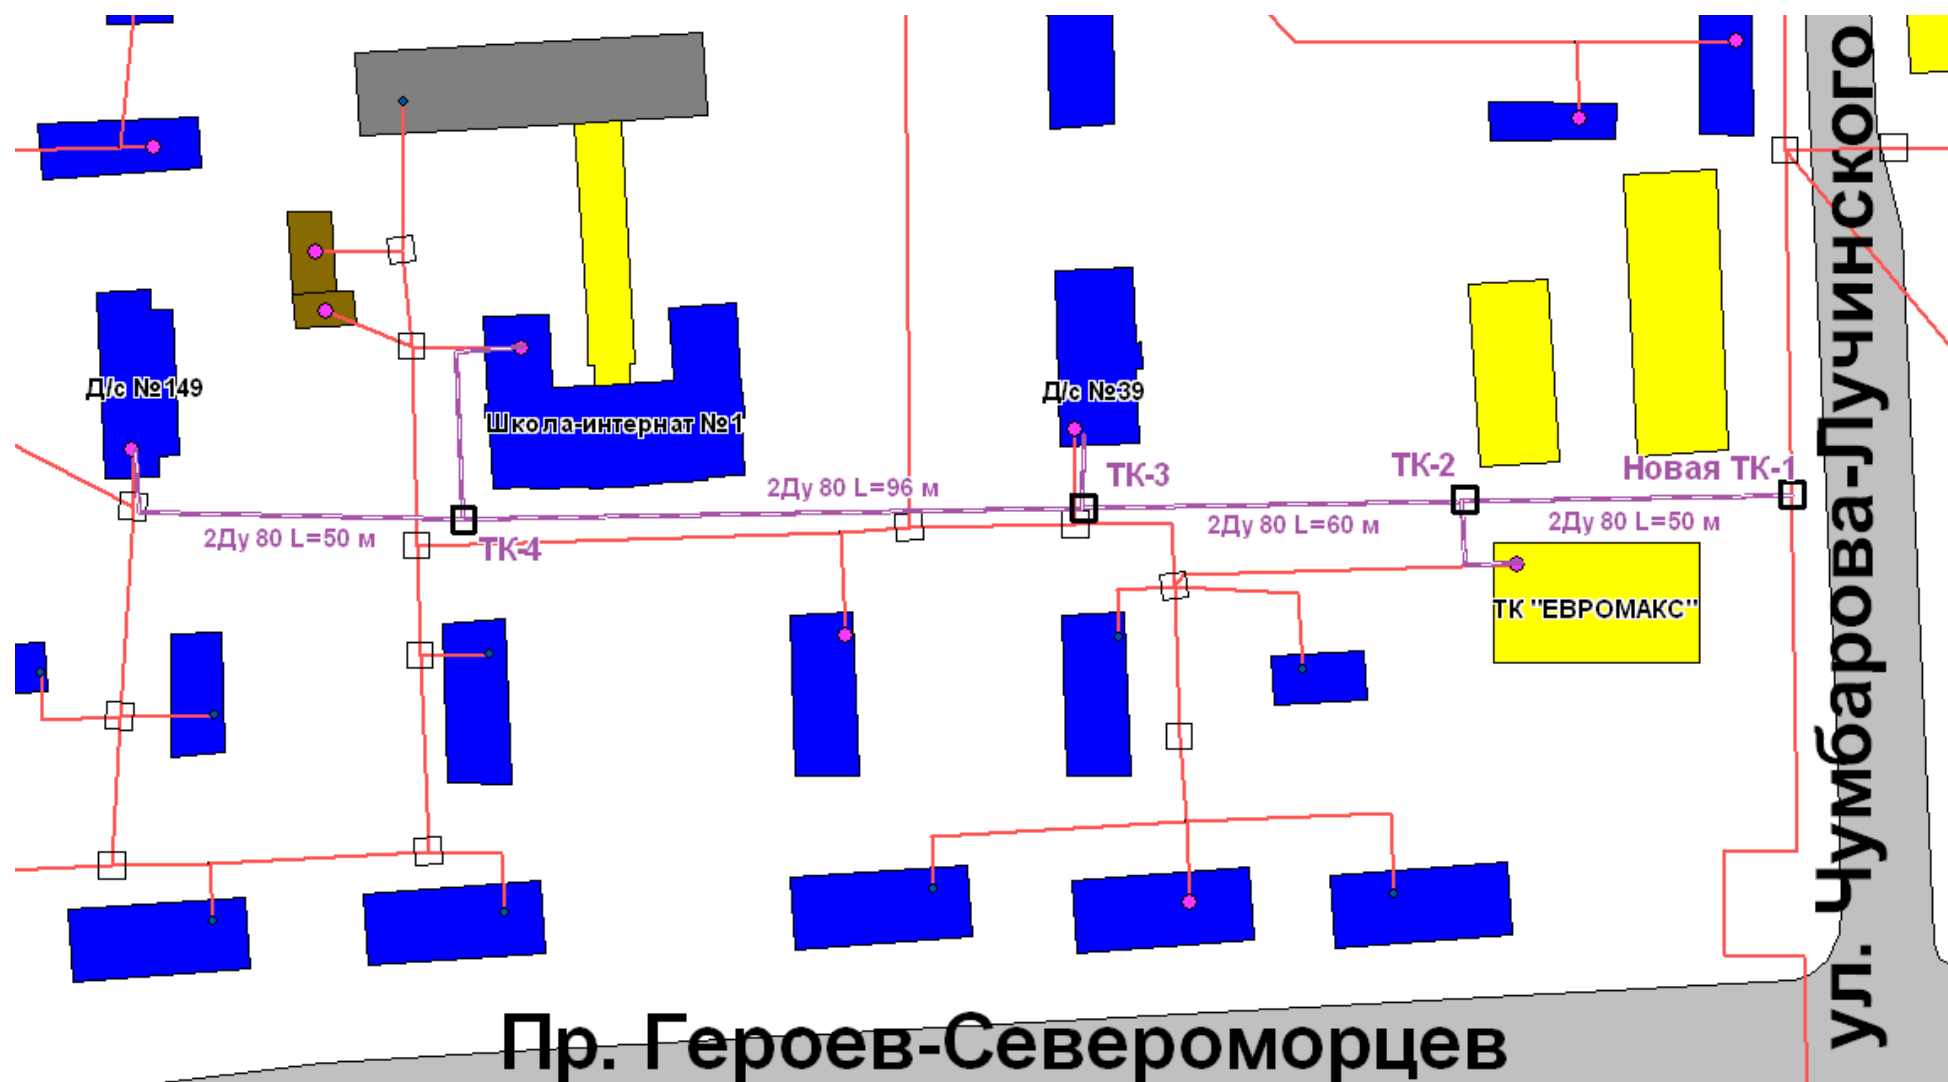 Д/с №149
Школа-интернат №1
Д/с №39
ТК-3
ТК-2
Новая ТК-1
2Ду 80 L=96 м
2Ду 80 L=60 м
2Ду 80 L=50 м
2Ду 80 L=50 м
ТК-4
ТК "ЕВРОМАКС"
ул. Чумбарова-Лучинского
Пр. Героев-Североморцев